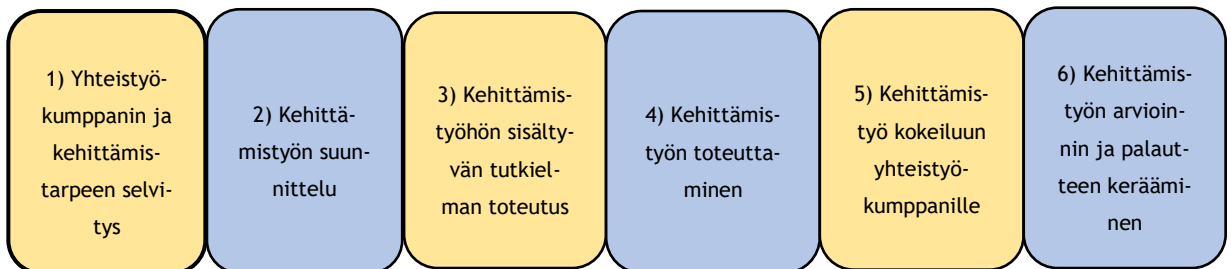 1) Yhteistyö-
kumppanin ja
kehittämis-
tarpeen selvi-
tys
2) Kehittä-
mistyön suun-
nittelu
3) Kehittämis-
työhön sisälty-
vän tutkiel-
man toteutus
4) Kehittämis-
työn toteutta-
minen
5) Kehittämis-
työ kokeiluun
yhteistyö-
kumppanille
6) Kehittämis-
työn arvioin-
nin ja palaut-
teen keräämi-
nen